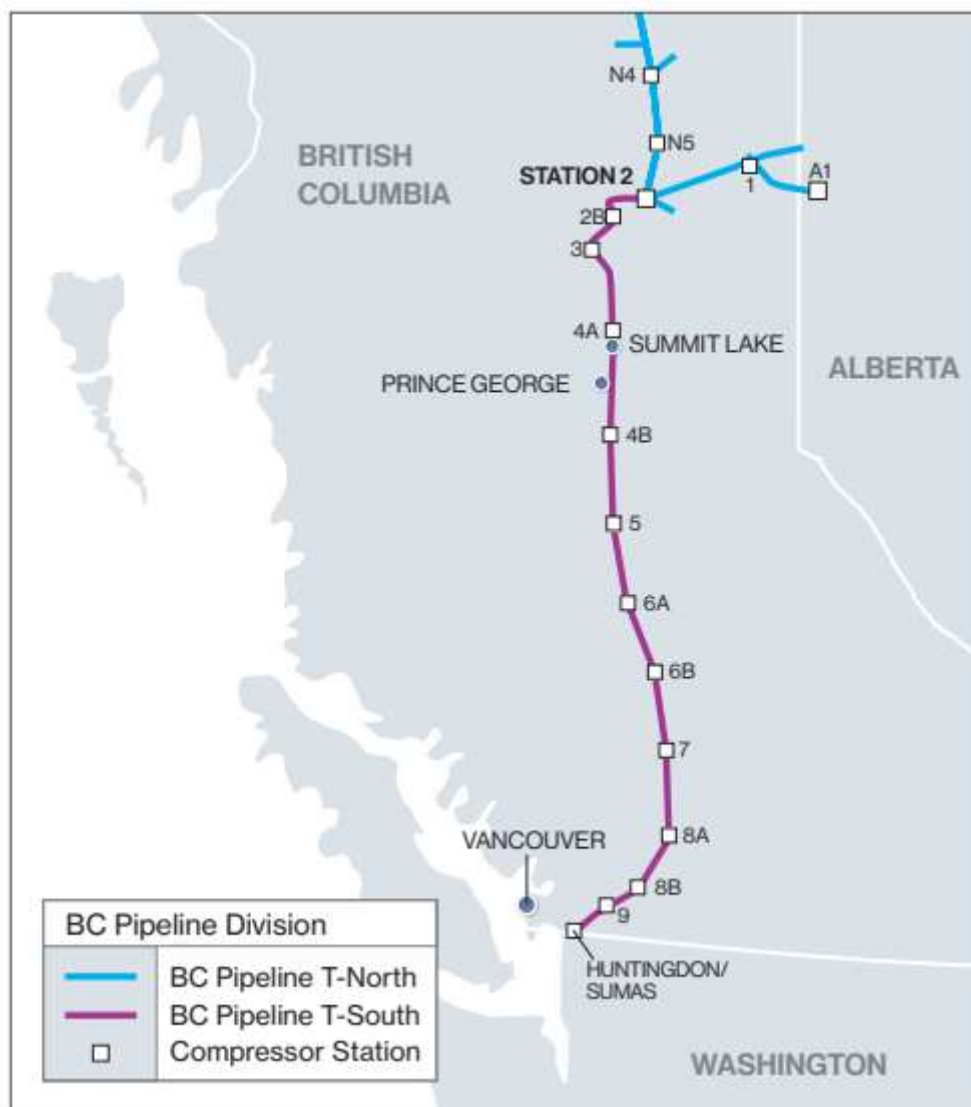 N4
N5
BRITISH
COLUMBIA
STATION 2
1
A1
2B
3
4A
SUMMIT LAKE
ALBERTA
PRINCE GEORGE
4B
5
6A
6B
7
8A
VANCOUVER
8B
9
HUNTINGDON/
SUMAS
WASHINGTON
BC Pipeline Division
BC Pipeline T-North
BC Pipeline T-South
Compressor Station